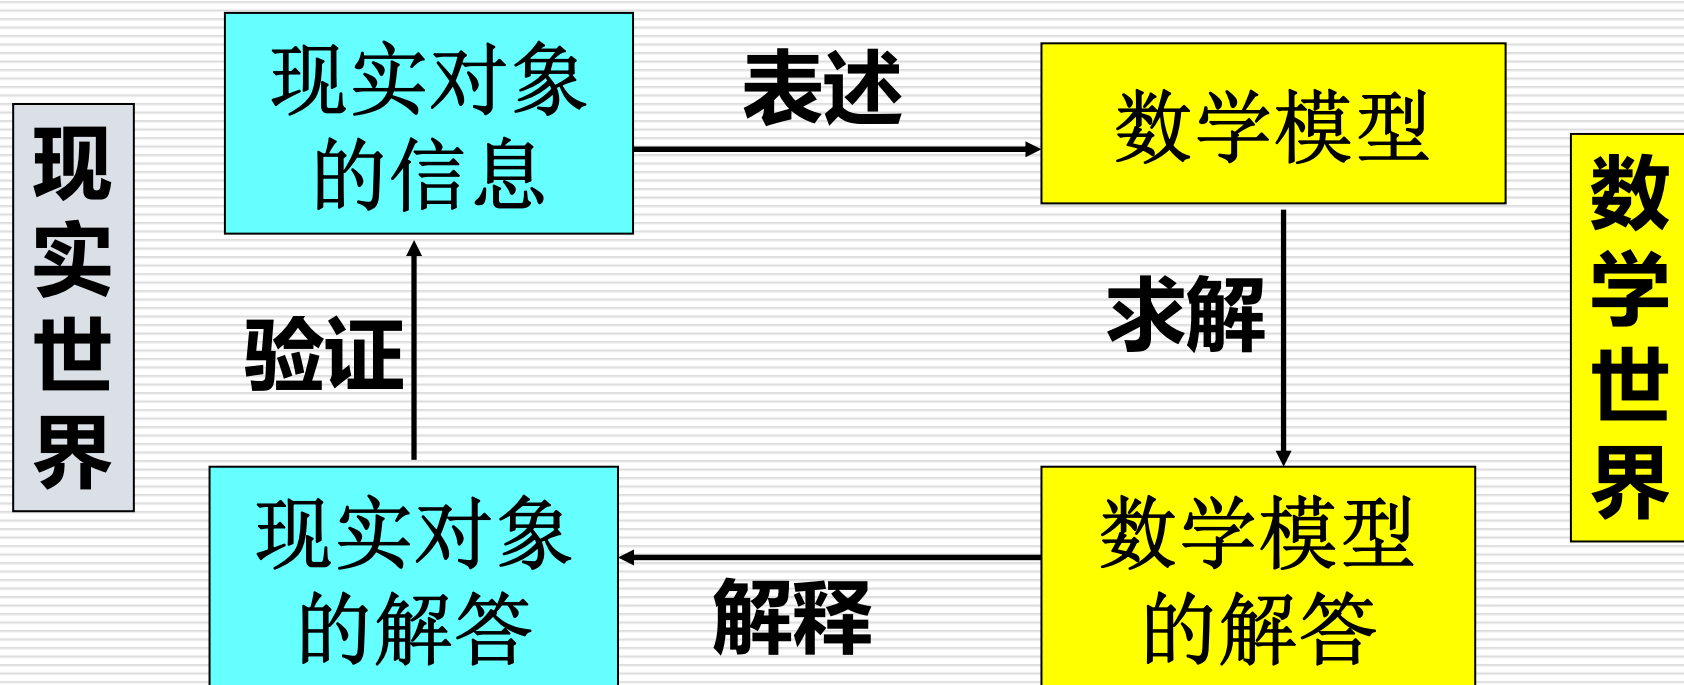 现实对象
的信息
表述
数学模型
现实世界
数学世界
验证
求解
现实对象
的解答
解释
数学模型
的解答